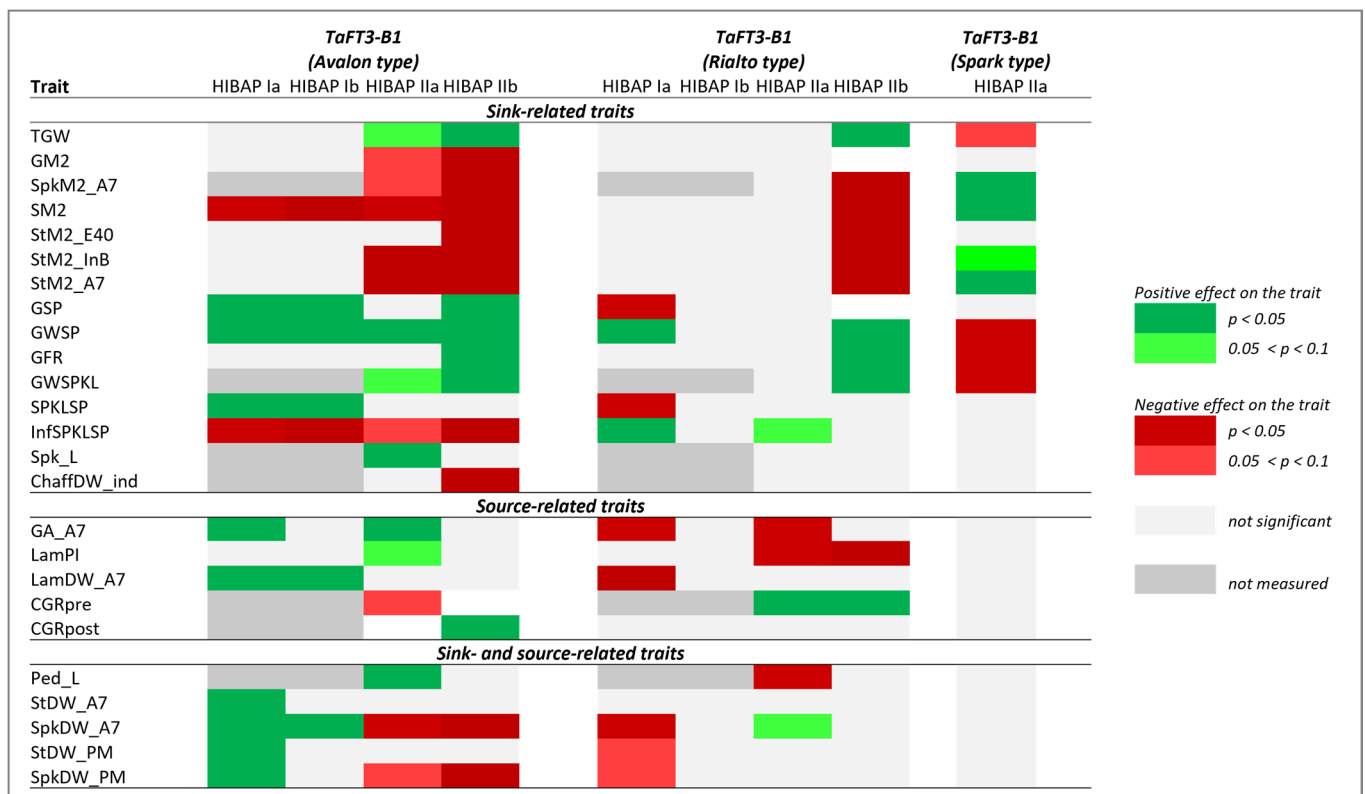 TaFT3-B1 TaFT3-B1 TaFT3-B1
(Avalon type) (Rialto type) (Spark type)
Trait HIBAP Ia HIBAP Ib HIBAP IIa HIBAP IIb HIBAP Ia HIBAP Ib HIBAP IIa HIBAP IIb HIBAP IIa
Sink-related traits
TGW
GM2
SpkM2_A7
SM2
StM2_E40
StM2_InB
StM2_A7
GSP
GWSP
GFR
GWSPKL
SPKLSP
InfSPKLSP
Spk_L
ChaffDW_ind
Source-related traits
GA_A7
LamPI
LamDW_A7
CGRpre
CGRpost
Sink- and source-related traits
Ped_L
StDW_A7
SpkDW_A7
StDW_PM
SpkDW_PM
Positive effect on the trait
p < 0.05
0.05 < p < 0.1
Negative effect on the trait
p < 0.05
0.05 < p < 0.1
not significant
not measured